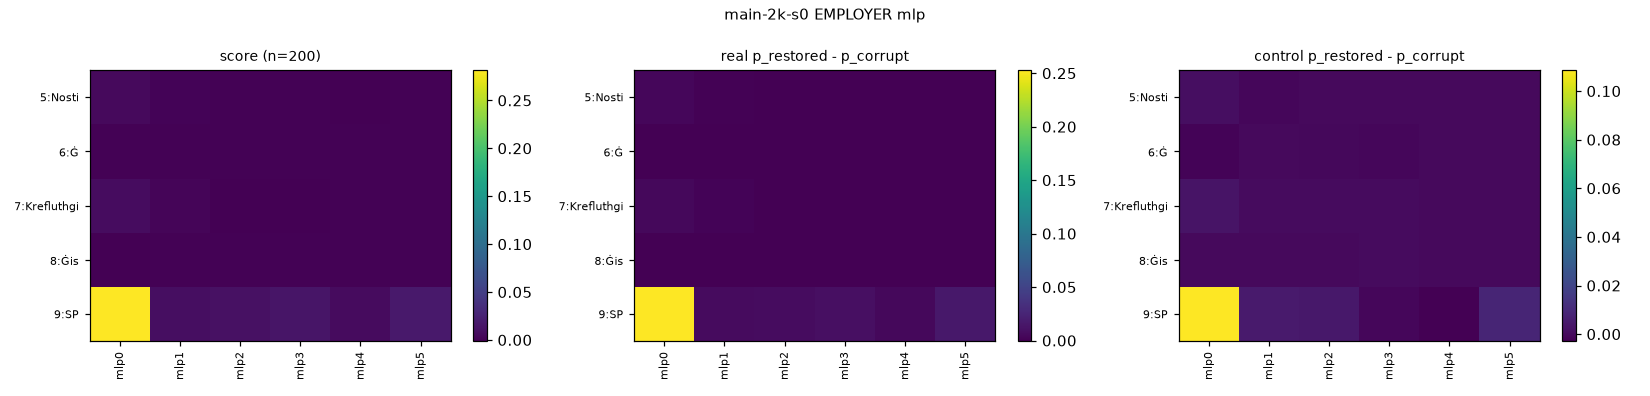 main-2k-s0 EMPLOYER mlp
score (n=200)
5:Nosti
6:Ġ
7:Krefluthgi
8:Ġis
9:SP
mlp0 mlp1 mlp2 mlp3 mlp4 mlp5
0.25
0.20
0.15
0.10
0.05
0.00
real p_restored - p_corrupt
5:Nosti
6:Ġ
7:Krefluthgi
8:Ġis
9:SP
mlp0 mlp1 mlp2 mlp3 mlp4 mlp5
0.25
0.20
0.15
0.10
0.05
0.00
control p_restored - p_corrupt
5:Nosti
6:Ġ
7:Krefluthgi
8:Ġis
9:SP
mlp0 mlp1 mlp2 mlp3 mlp4 mlp5
0.10
0.08
0.06
0.04
0.02
0.00